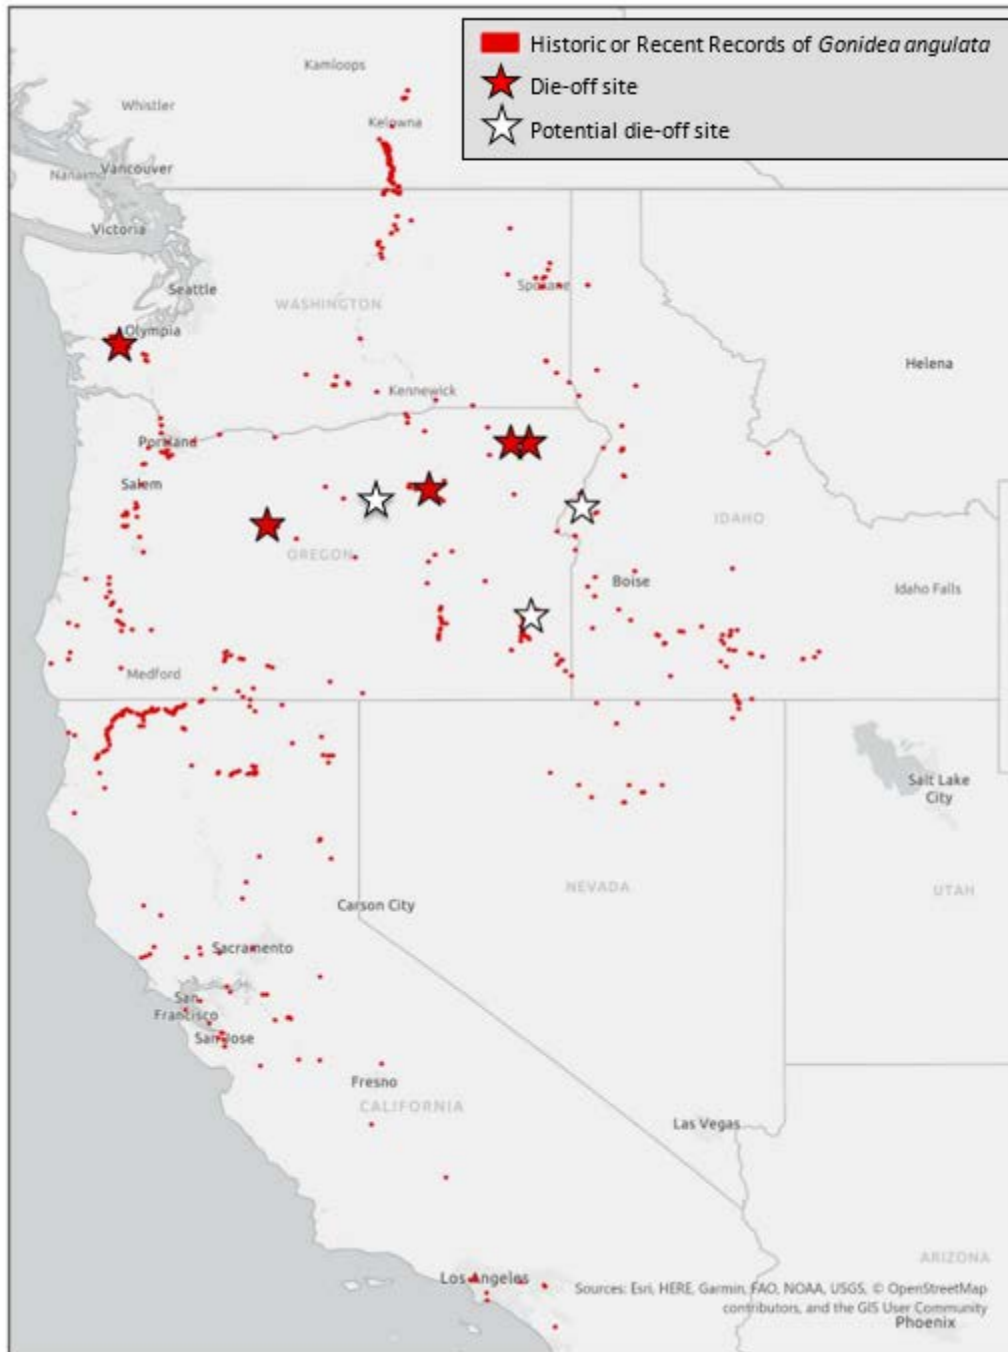 Historic or Recent Records of Gonidea angulata
Die-off site
Potential die-off site
Kamloops
Whistler
Kelowna
Nanaimo
Vancouver
Victoria
Seattle
Spokane
WASHINGTON
Olympia
Helena
Kennewick
Portland
Salem
IDAHO
OREGON
Boise
Idaho Falls
Medford
Salt Lake
City
NEVADA
UTAH
Carson City
Sacramento
San
Francisco
San Jose
Fresno
CALIFORNIA
Las Vegas
ARIZONA
Los Angeles
Sources: Esri, HERE, Garmin, FAO, NOAA, USGS, © OpenStreetMap
contributors, and the GIS User Community
Phoenix